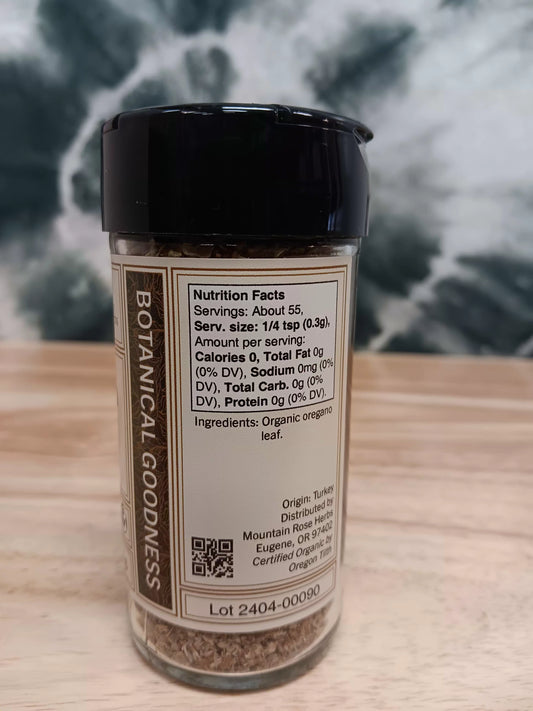 BOTANICAL GOODNESS
Nutrition Facts
Servings: About 55,
Serv. size: 1/4 tsp (0.3g),
Amount per serving:
Calories 0, Total Fat 0g
(0% DV), Sodium 0mg (0%
DV), Total Carb. 0g (0%
DV), Protein 0g (0% DV).
Ingredients: Organic oregano
leaf.
Origin: Turkey
Distributed by
Mountain Rose Herbs
Eugene, OR 97402
Certified Organic by
Oregon Tilth
Lot 2404-00090